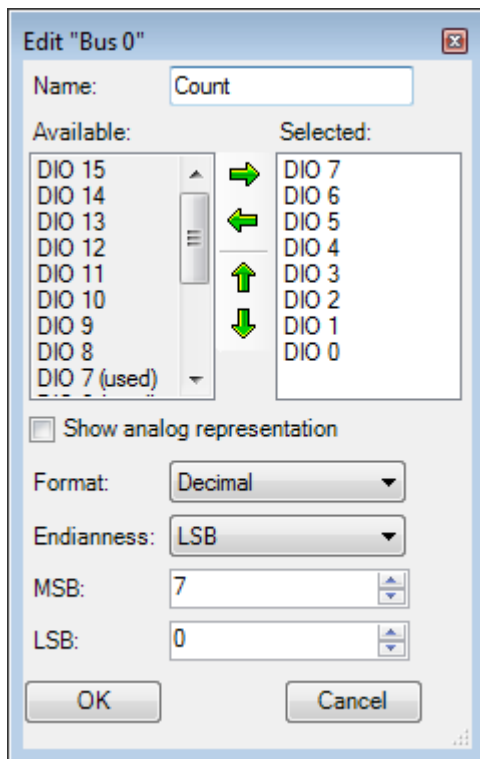 Edit "Bus 0"
Name: Count
Available: Selected:
DIO 15 DIO 7
DIO 14 DIO 6
DIO 13 DIO 5
DIO 12 DIO 4
DIO 11 DIO 3
DIO 10 DIO 2
DIO 9 DIO 1
DIO 8 DIO 0
DIO 7 (used)
Show analog representation
Format: Decimal
Endianness: LSB
MSB: 7
LSB: 0
OK Cancel